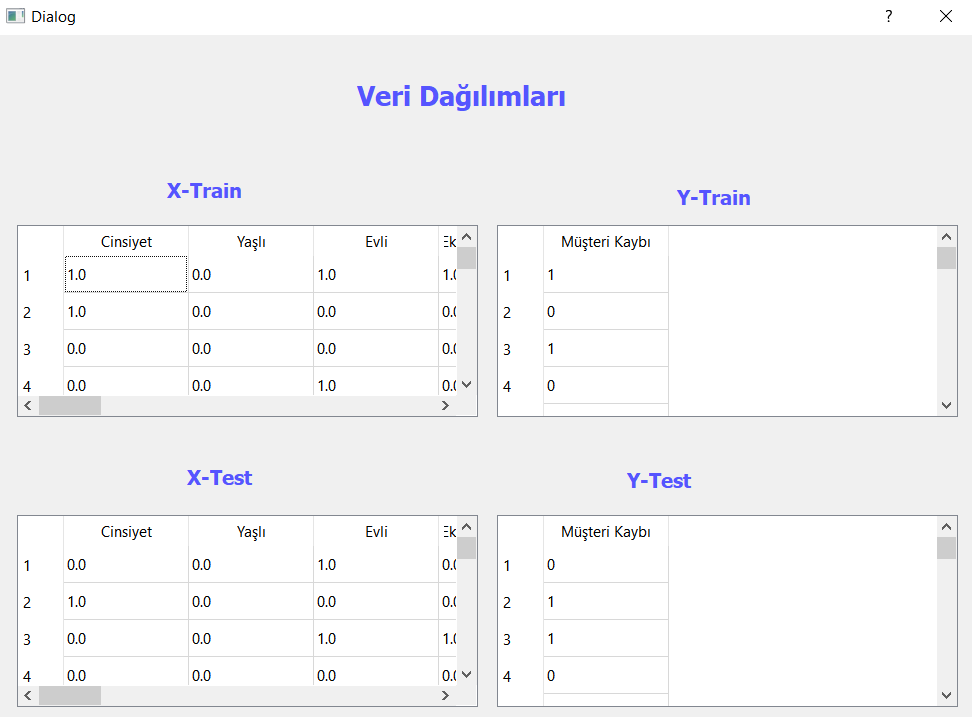 Dialog ?
Veri Dağılımları
X-Train
Cinsiyet Yaşlı Evli Ek
1 1.0 0.0 1.0 1.0
2 1.0 0.0 0.0 0.0
3 0.0 0.0 0.0 0.0
4 0.0 0.0 1.0 0.0
Y-Train
Müşteri Kaybı
1 1
2 0
3 1
4 0
X-Test
Cinsiyet Yaşlı Evli Ek
1 0.0 0.0 1.0 0.0
2 1.0 0.0 0.0 0.0
3 0.0 0.0 1.0 1.0
4 0.0 0.0 0.0 0.0
Y-Test
Müşteri Kaybı
1 0
2 1
3 1
4 0